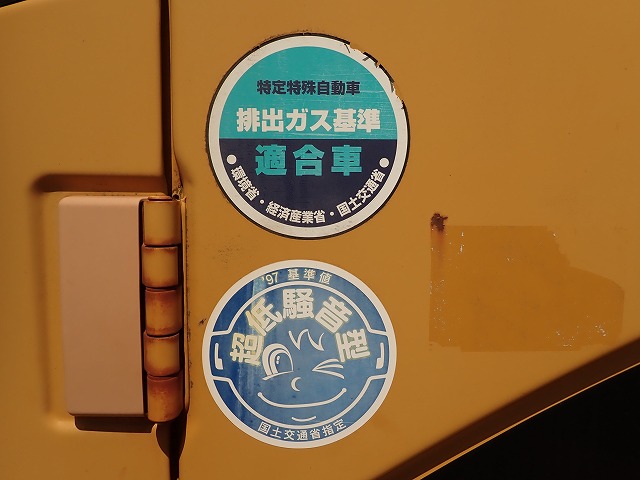 特定特殊自動車
排出ガス基準
適合車
●環境省・経済産業省・国土交通省●
'97 基準値
超低騒音型
国土交通省指定